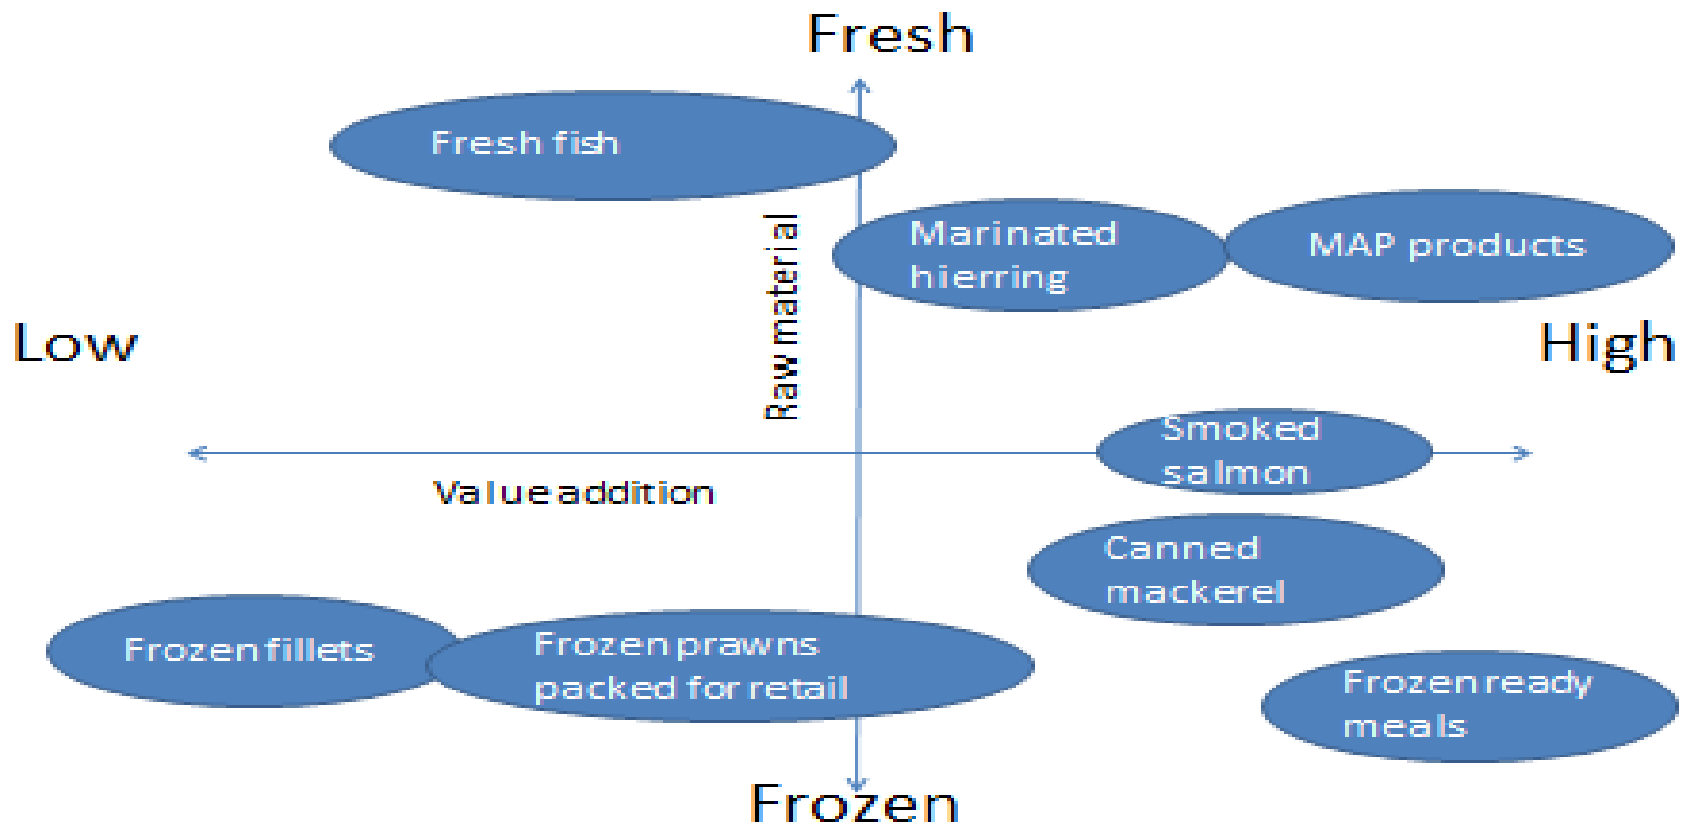 Fresh
Fresh fish
Marinated
hierring
MAP products
Raw material
Low
High
Smoked
salmon
Value addition
Canned
mackerel
Frozen fillets
Frozen prawns
packed for retail
Frozen ready
meals
Frozen